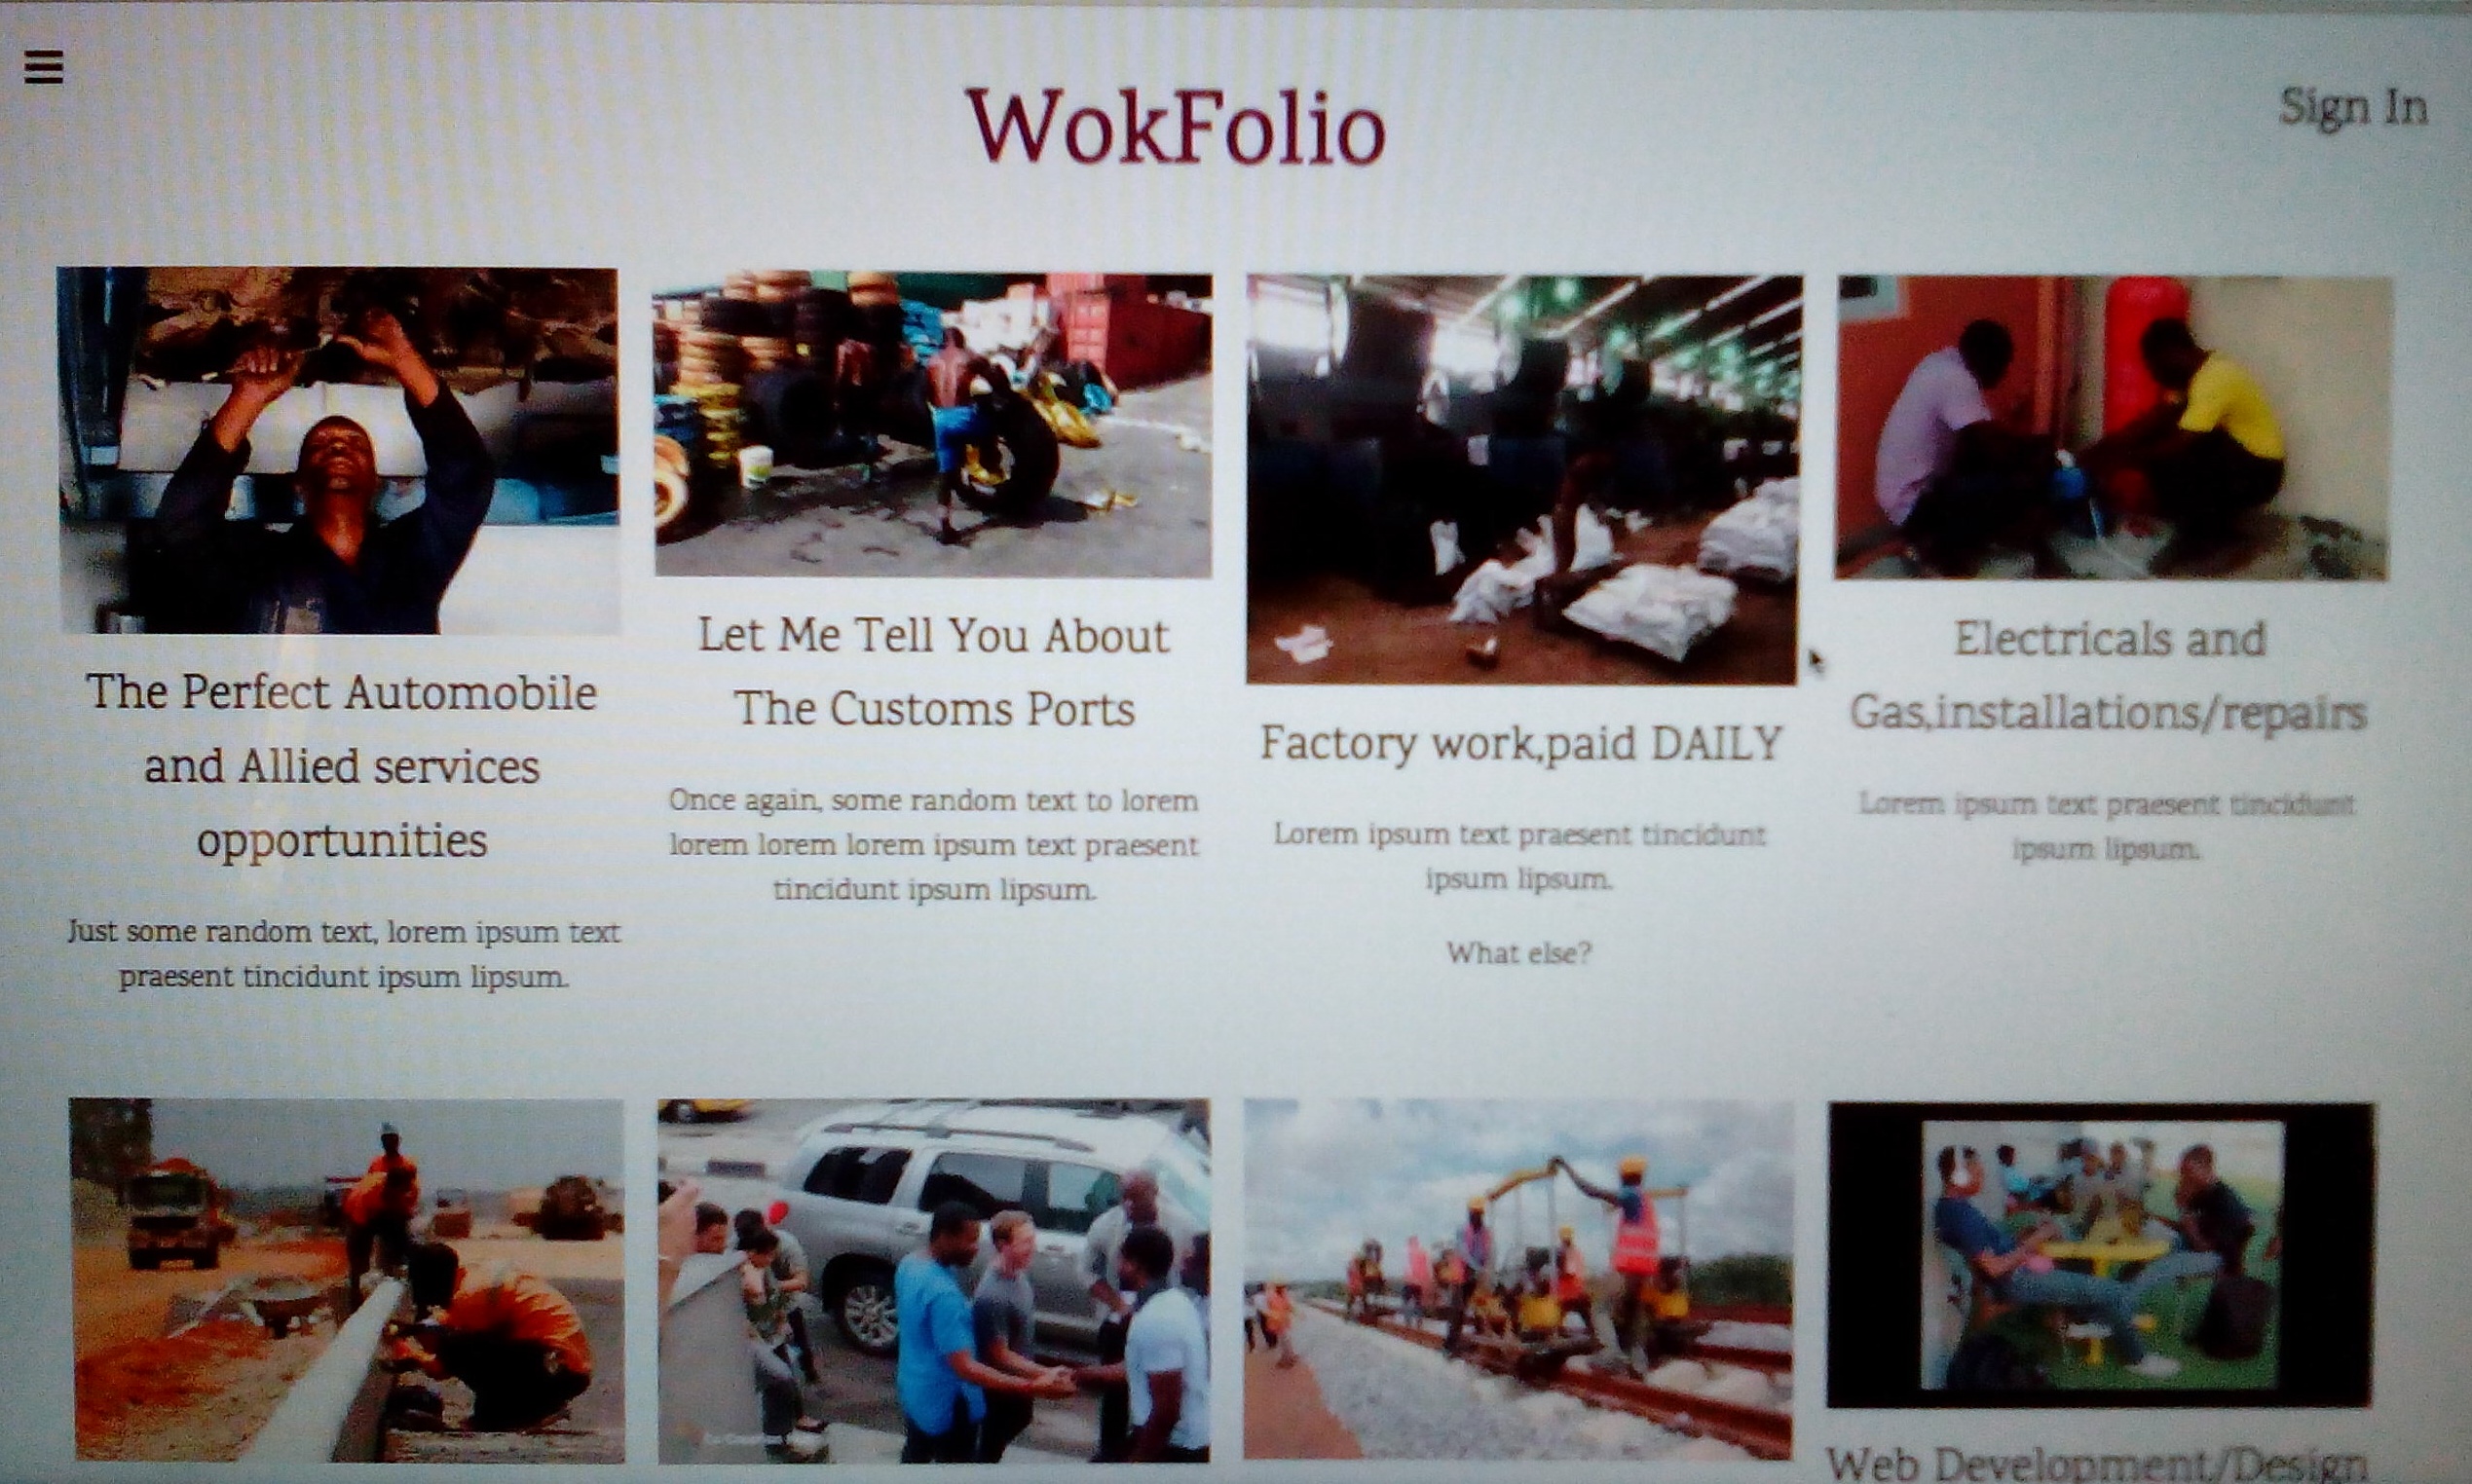 WokFolio
Sign In
The Perfect Automobile
and Allied services
opportunities
Just some random text, lorem ipsum text
praesent tincidunt ipsum lipsum.
Let Me Tell You About
The Customs Ports
Once again, some random text to lorem
lorem lorem lorem ipsum text praesent
tincidunt ipsum lipsum.
Factory work,paid DAILY
Lorem ipsum text praesent tincidunt
ipsum lipsum.
What else?
Electricals and
Gas,installations/repairs
Lorem ipsum text praesent tincidunt
ipsum lipsum.
Web Development/Design